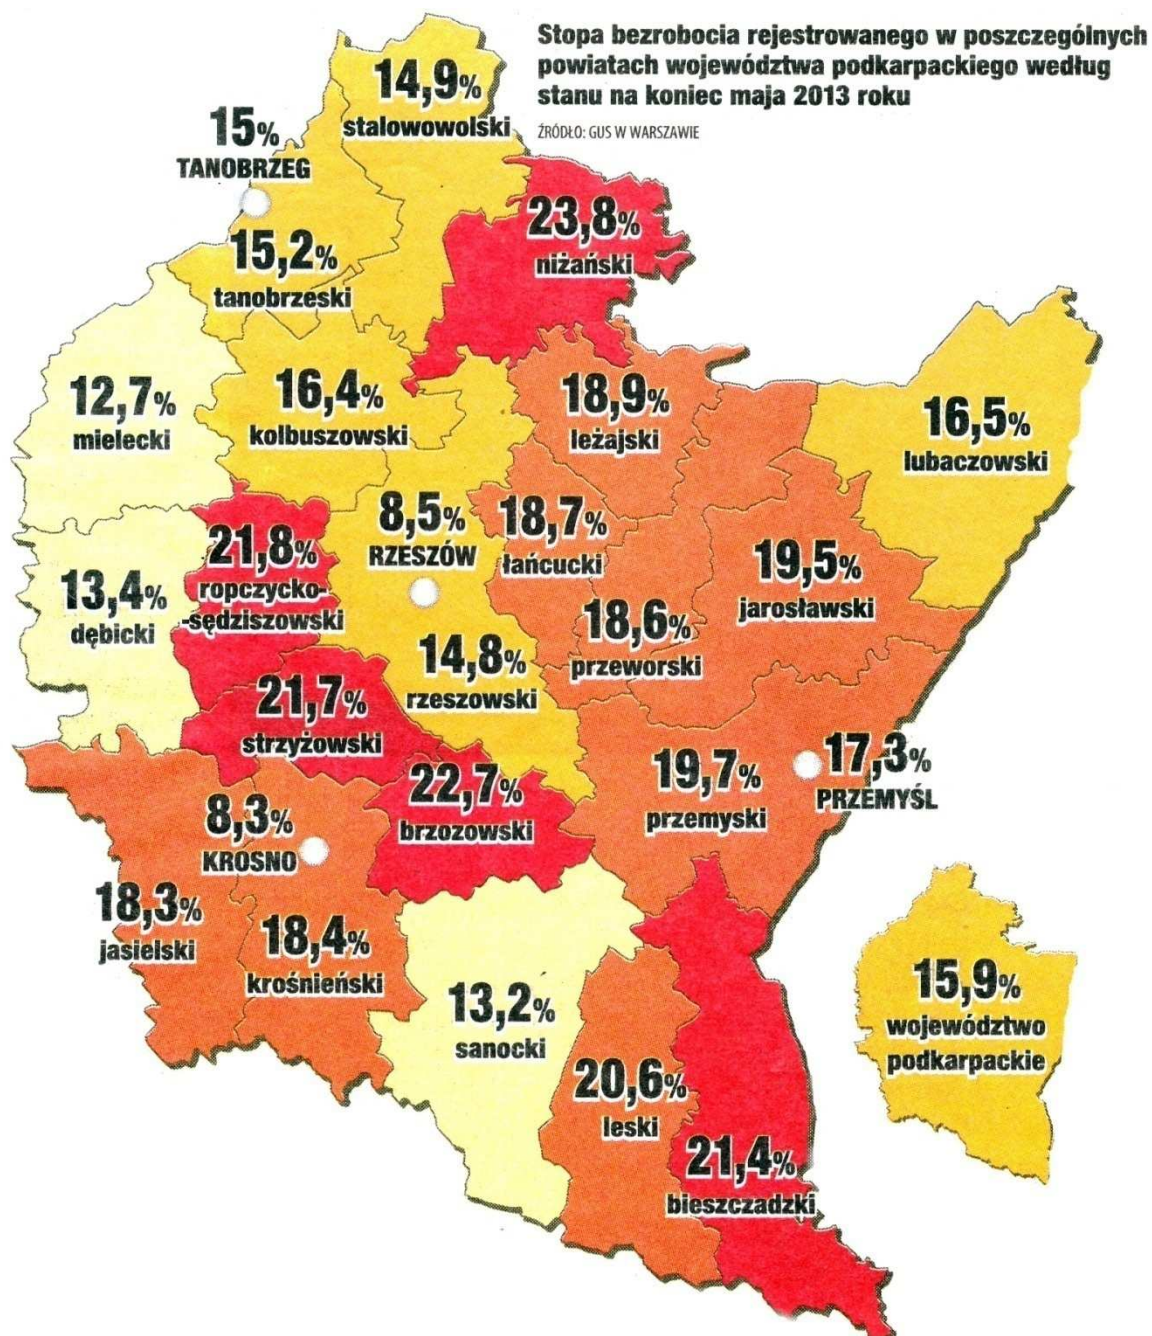 Stopa bezrobocia rejestrowanego w poszczególnych
powiatach województwa podkarpackiego według
stanu na koniec maja 2013 roku
ŹRÓDŁO: GUS W WARSZAWIE
14,9%
stalowowolski
15%
TANOBRZEG
23,8%
niżański
15,2%
tanobrzeski
12,7%
mielecki
16,4%
kolbuszowski
18,9%
leżajski
16,5%
lubaczowski
8,5%
RZESZÓW
18,7%
łańcucki
21,8%
ropczycko-
-sędziszowski
19,5%
jarosławski
13,4%
dębicki
18,6%
przeworski
14,8%
rzeszowski
21,7%
strzyżowski
19,7%
przemyski
17,3%
PRZEMYŚL
22,7%
brzozowski
8,3%
KROSNO
18,3%
jasielski
18,4%
krośnieński
13,2%
sanocki
15,9%
województwo
podkarpackie
20,6%
leski
21,4%
bieszczadzki